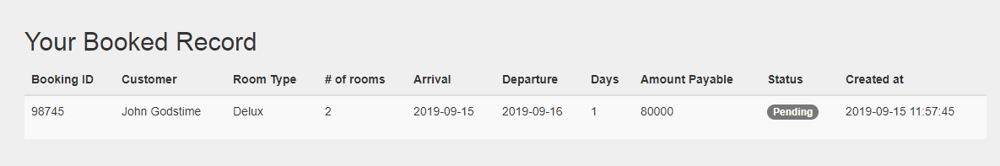 Your Booked Record
Booking ID Customer Room Type # of rooms Arrival Departure Days Amount Payable Status Created at
98745 John Godstime Delux 2 2019-09-15 2019-09-16 1 80000 Pending 2019-09-15 11:57:45